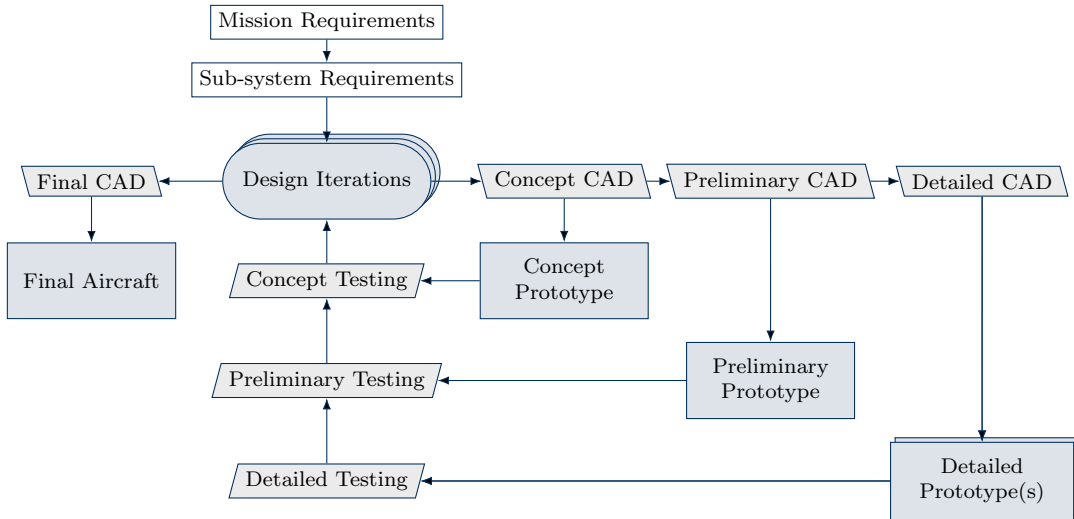 Mission Requirements
Sub-system Requirements
Final CAD
Design Iterations
Concept CAD
Preliminary CAD
Detailed CAD
Final Aircraft
Concept Testing
Concept
Prototype
Preliminary Testing
Preliminary
Prototype
Detailed Testing
Detailed
Prototype(s)